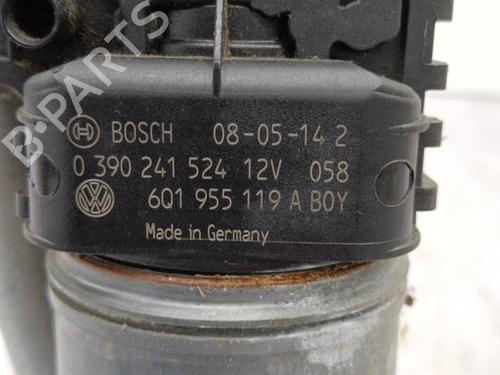 BOSCH 08-05-14 2
0 390 241 524 12V 058
6Q1 955 119 A BOY
Made in Germany
B-Parts